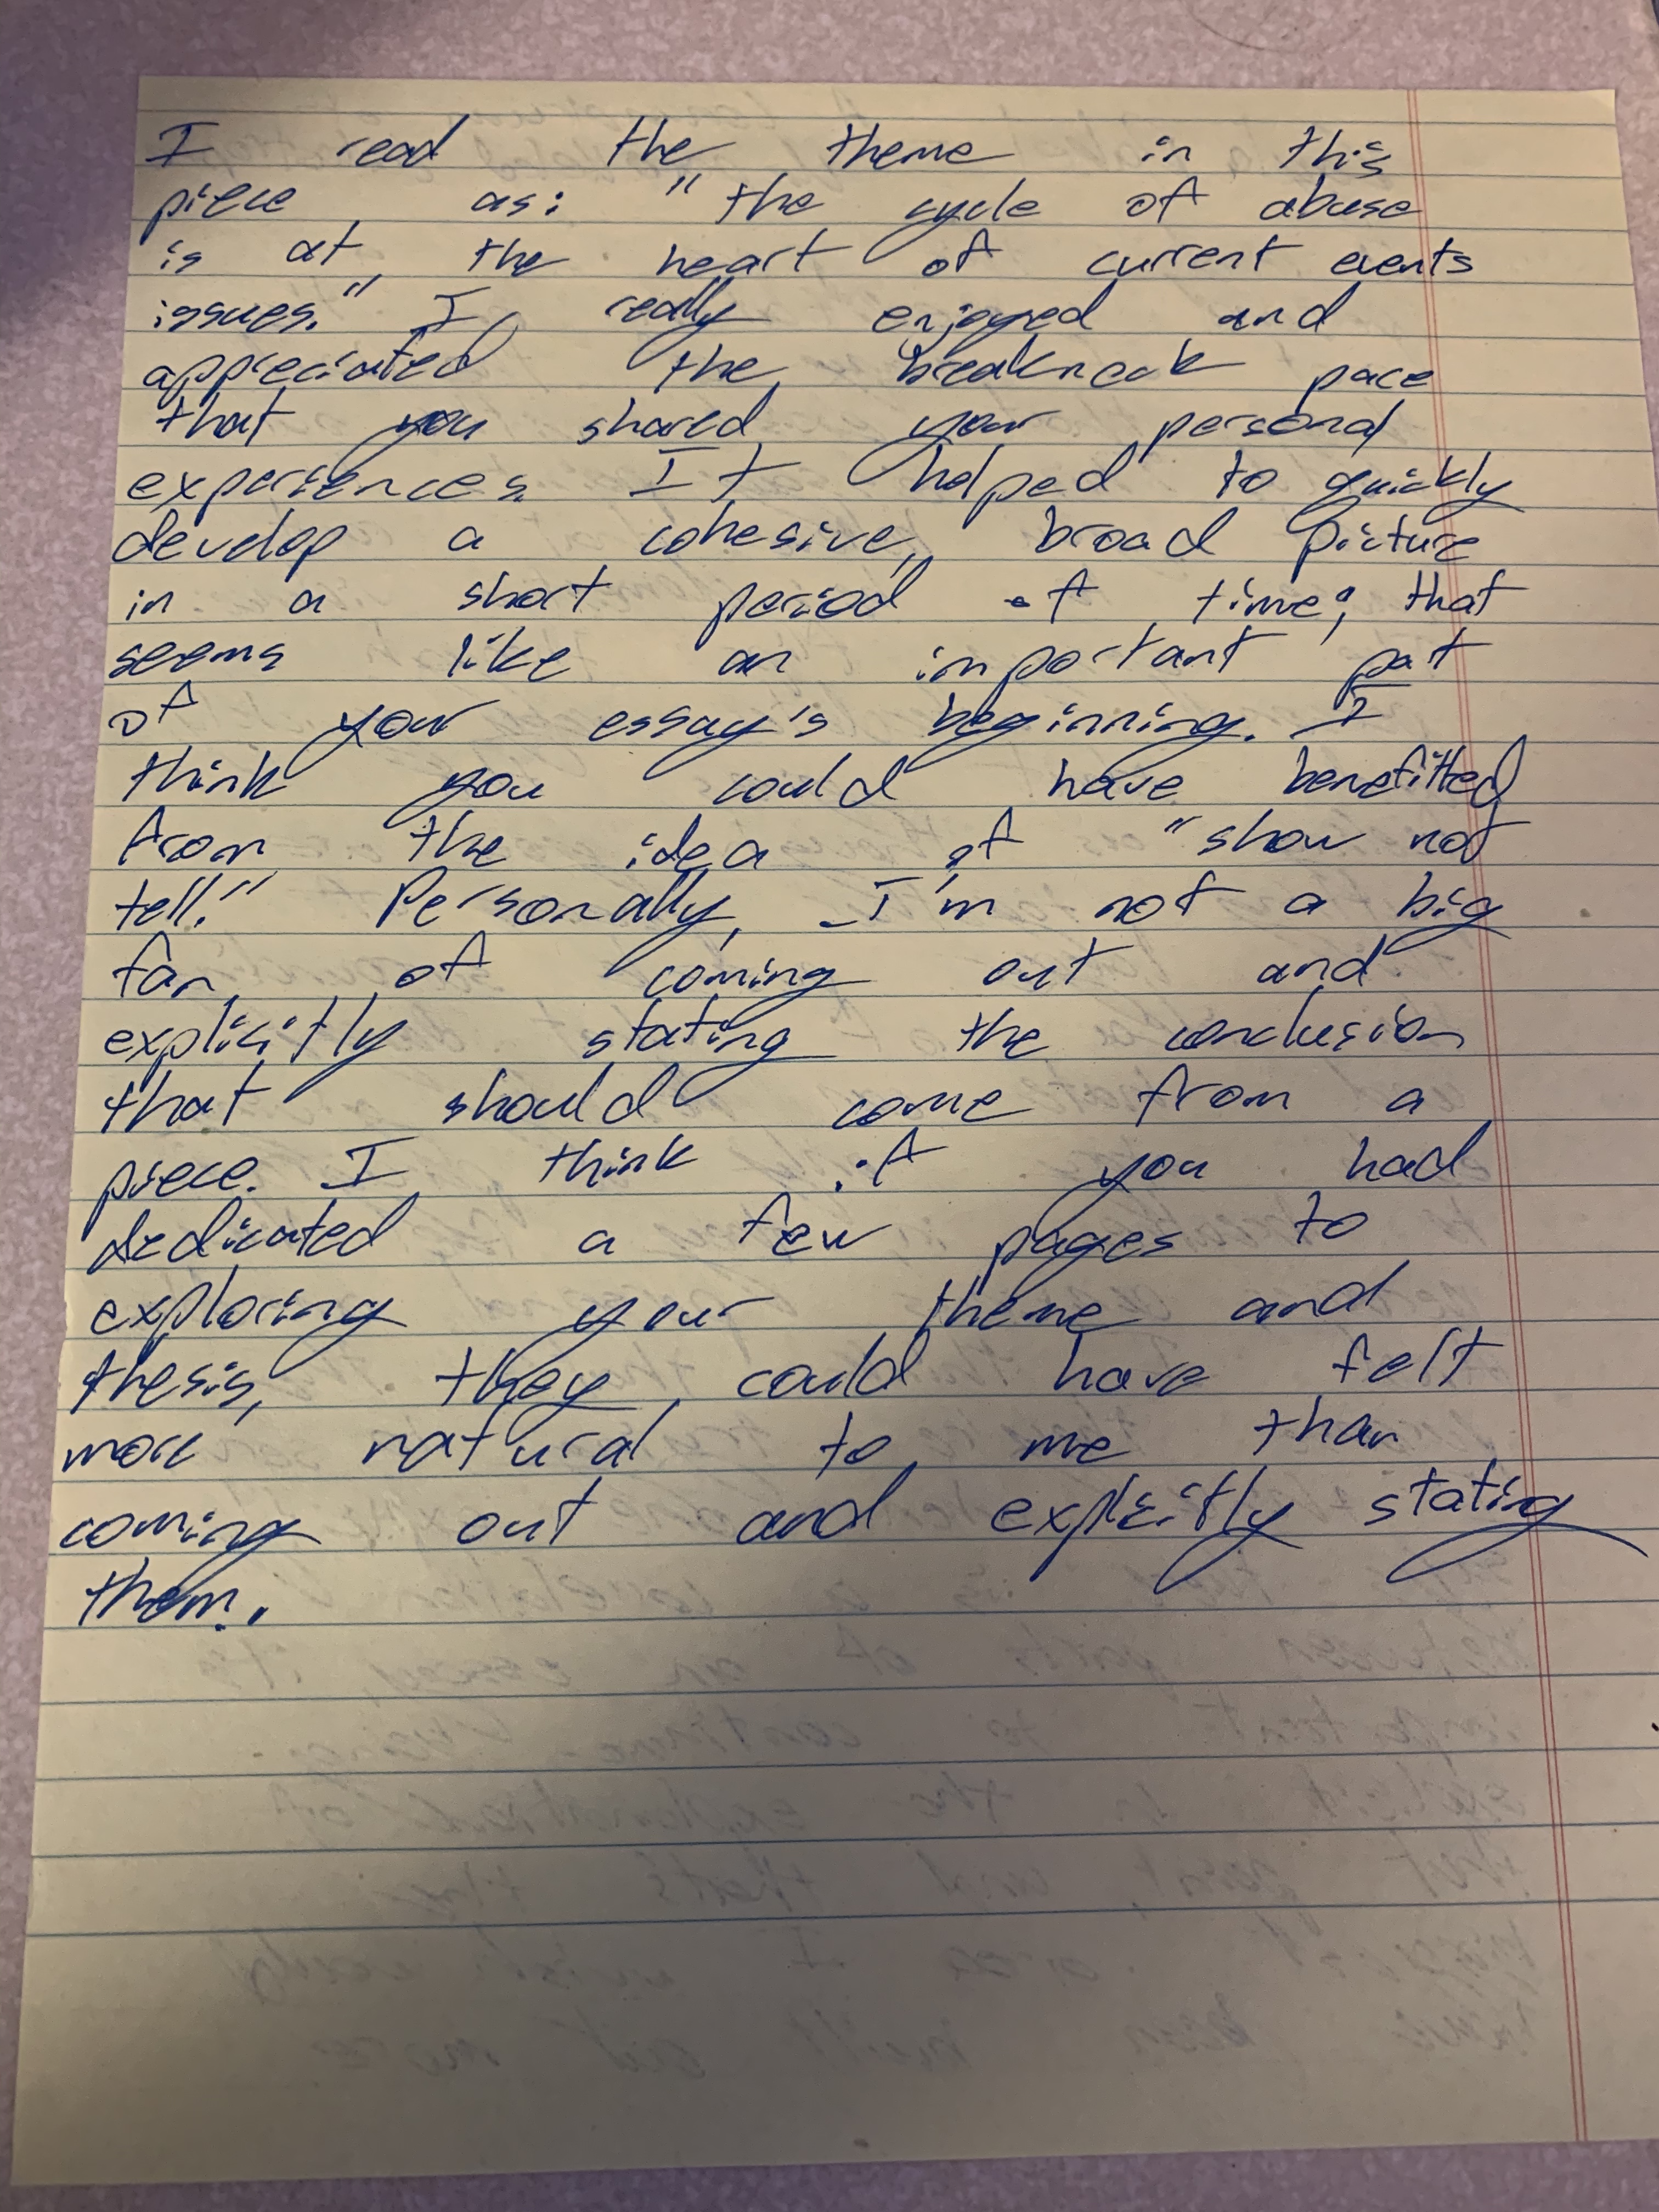 I read the theme in this
piece as: "the cycle of abuse
is at the heart of current events
issues." I really enjoyed and
appreciated the breakneck pace
that you shared your personal
experiences. It helped to quickly
develop a cohesive, broad picture
in a short period of time; that
seems like an important part
of your essay's beginning. I
think you could have benefitted
from the idea of "show not
tell." Personally, I'm not a big
fan of coming out and
explicitly stating the conclusion
that should come from a
piece. I think if you had
dedicated a few pages to
exploring your theme and
thesis, they could have felt
more natural to me than
coming out and explicitly stating
them.